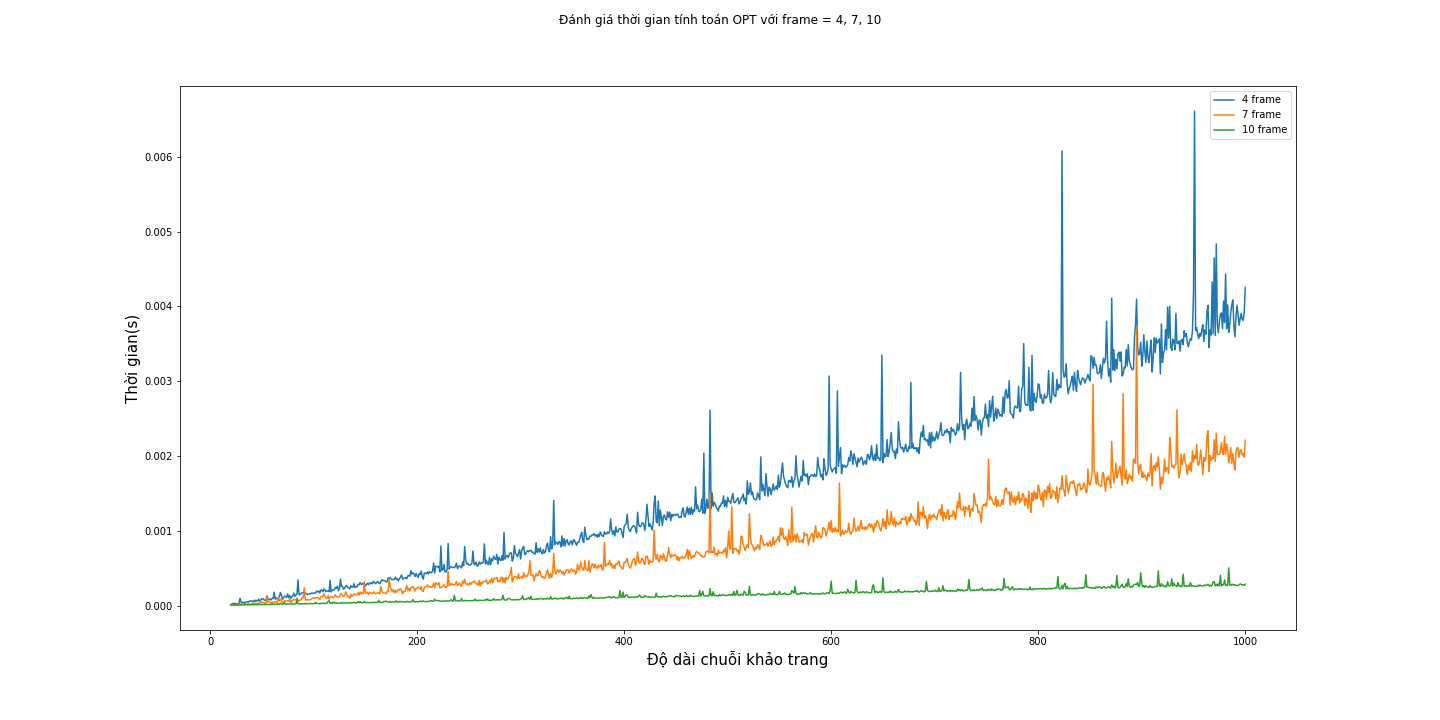 Đánh giá thời gian tính toán OPT với frame = 4, 7, 10
4 frame
7 frame
10 frame
0.006
0.005
0.004
0.003
0.002
0.001
0.000
Thời gian(s)
0 200 400 600 800 1000
Độ dài chuỗi khảo trang